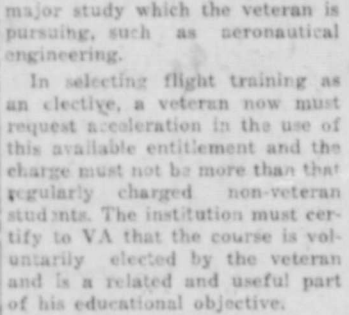 major study which the veteran is
pursuing, such as aeronautical
engineering.
In selecting flight training as
an elective, a veteran now must
request acceleration in the use of
this available entitlement and the
charge must not be more than that
regularly charged non-veteran
students. The institution must cer-
tify to VA that the course is vol-
untarily elected by the veteran
and is a related and useful part
of his educational objective.